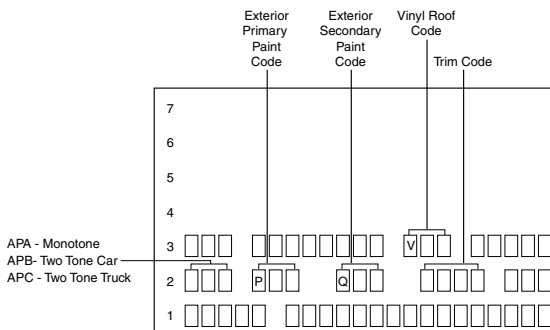 Exterior
Primary
Paint
Code
Exterior
Secondary
Paint
Code
Vinyl Roof
Code
Trim Code
7
6
5
4
3
V
APA - Monotone
APB- Two Tone Car
APC - Two Tone Truck
2
P
Q
1